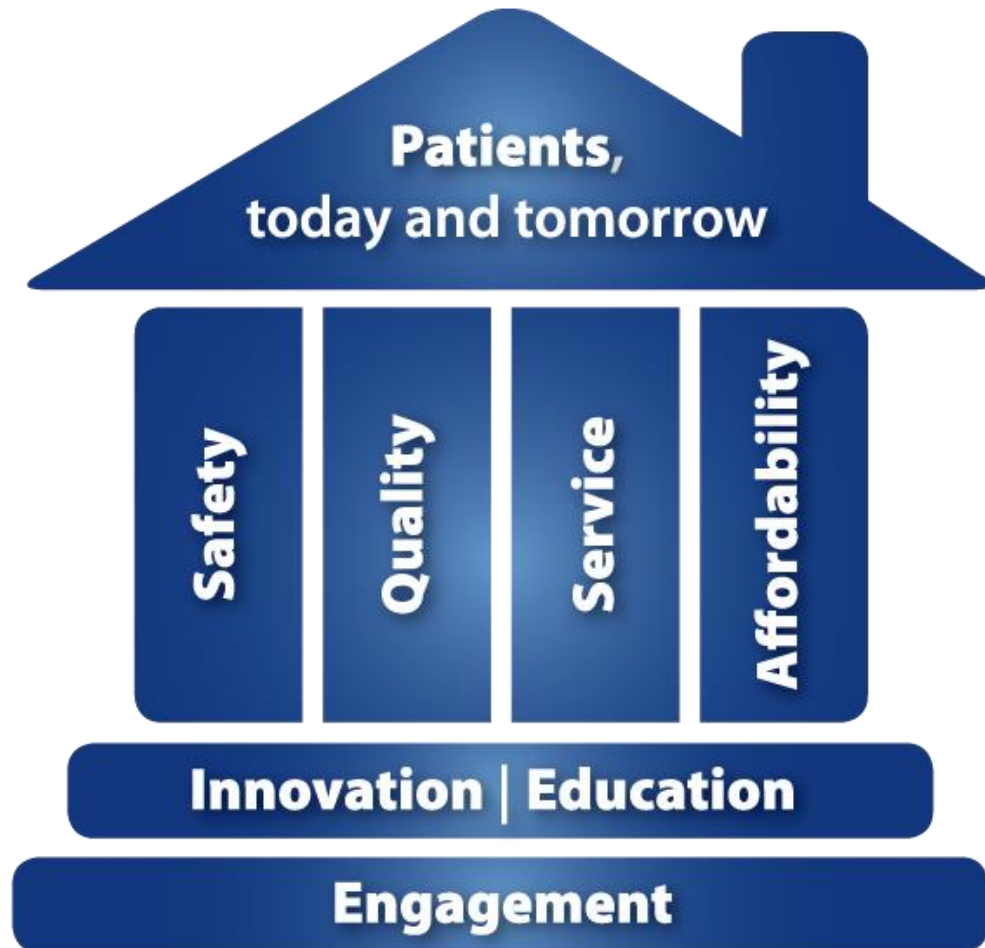 Patients,
today and tomorrow
Safety
Quality
Service
Affordability
Innovation | Education
Engagement